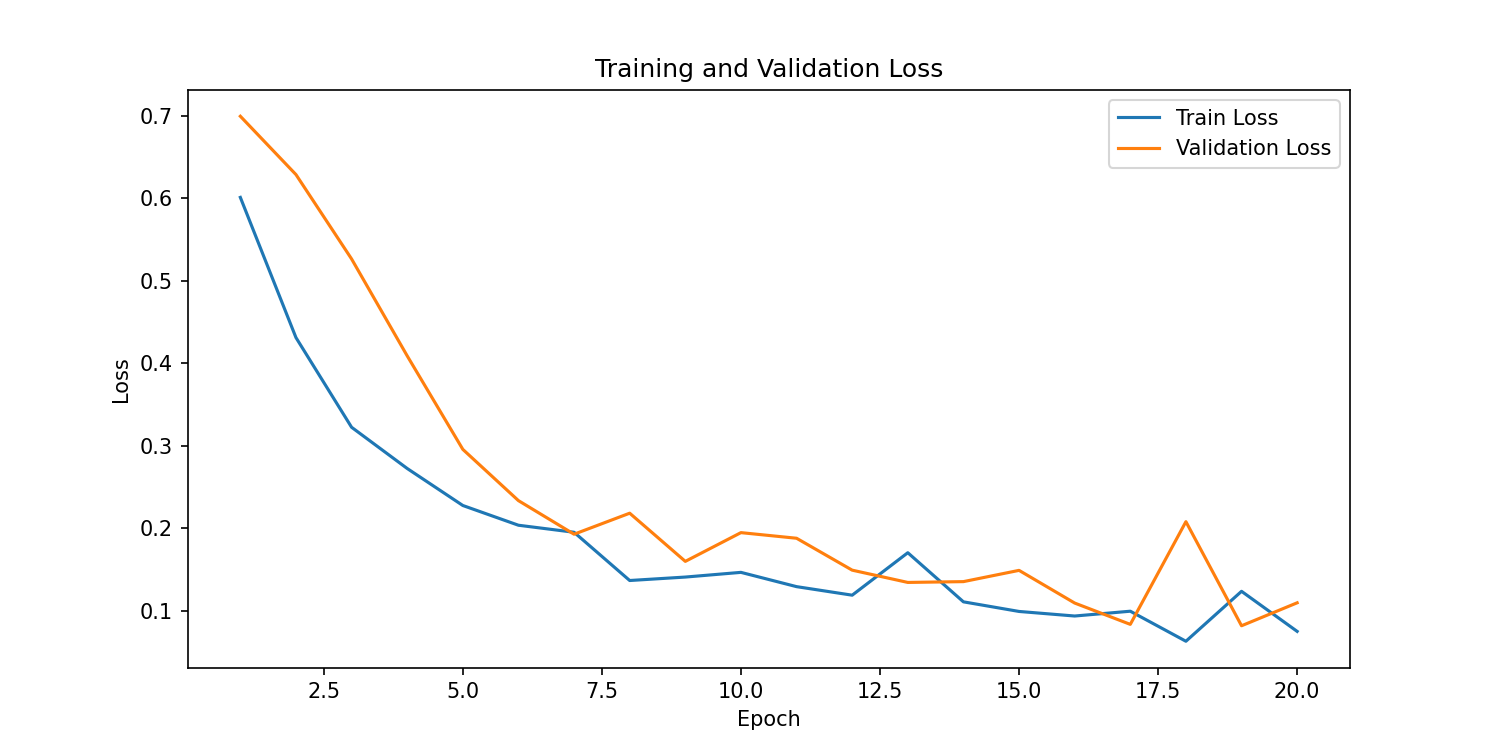 Training and Validation Loss
Train Loss
Validation Loss
0.7
0.6
0.5
0.4
0.3
0.2
0.1
Loss
2.5 5.0 7.5 10.0 12.5 15.0 17.5 20.0
Epoch